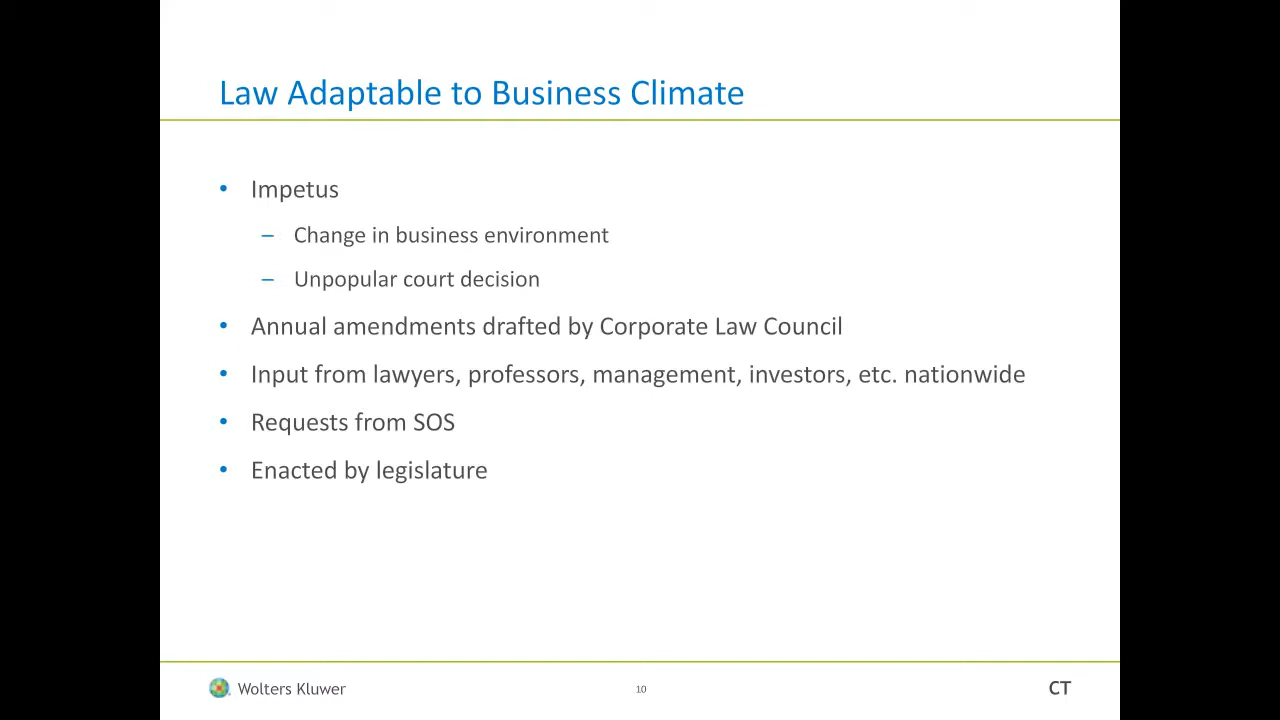 Law Adaptable to Business Climate
• Impetus
– Change in business environment
– Unpopular court decision
• Annual amendments drafted by Corporate Law Council
• Input from lawyers, professors, management, investors, etc. nationwide
• Requests from SOS
• Enacted by legislature
Wolters Kluwer
10
CT